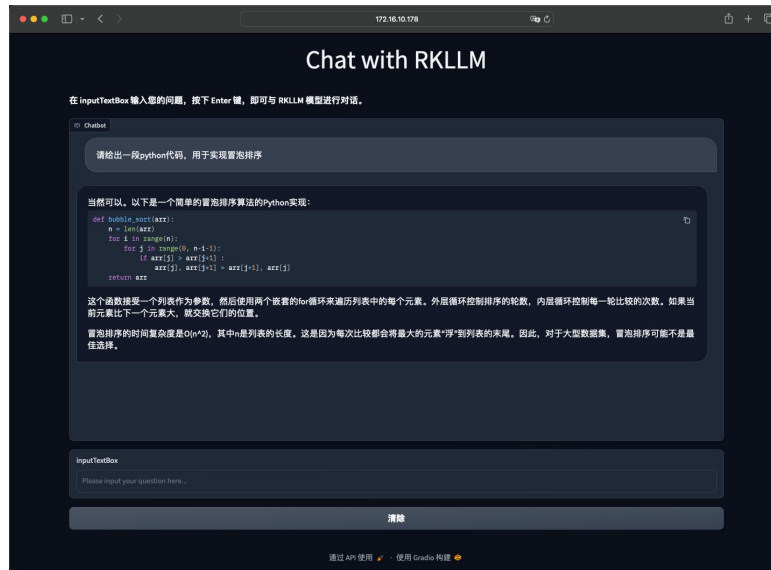 172.16.10.178
Chat with RKLLM
在 inputTextBox 输入您的问题，按下 Enter 键，即可与 RKLLM 模型进行对话。
Chatbot
请给出一段python代码，用于实现冒泡排序
当然可以。以下是一个简单的冒泡排序算法的Python实现：
def bubble_sort(arr):
    n = len(arr)
    for i in range(n):
        for j in range(0, n-i-1):
            if arr[j] > arr[j+1] :
                arr[j], arr[j+1] = arr[j+1], arr[j]
    return arr
这个函数接受一个列表作为参数，然后使用两个嵌套的for循环来遍历列表中的每个元素。外层循环控制排序的轮数，内层循环控制每一轮比较的次数。如果当
前元素比下一个元素大，就交换它们的位置。
冒泡排序的时间复杂度是O(n^2)，其中n是列表的长度。这是因为每次比较都会将最大的元素“浮”到列表的末尾。因此，对于大型数据集，冒泡排序可能不是最
佳选择。
inputTextBox
Please input your question here...
清除
通过 API 使用 · 使用 Gradio 构建